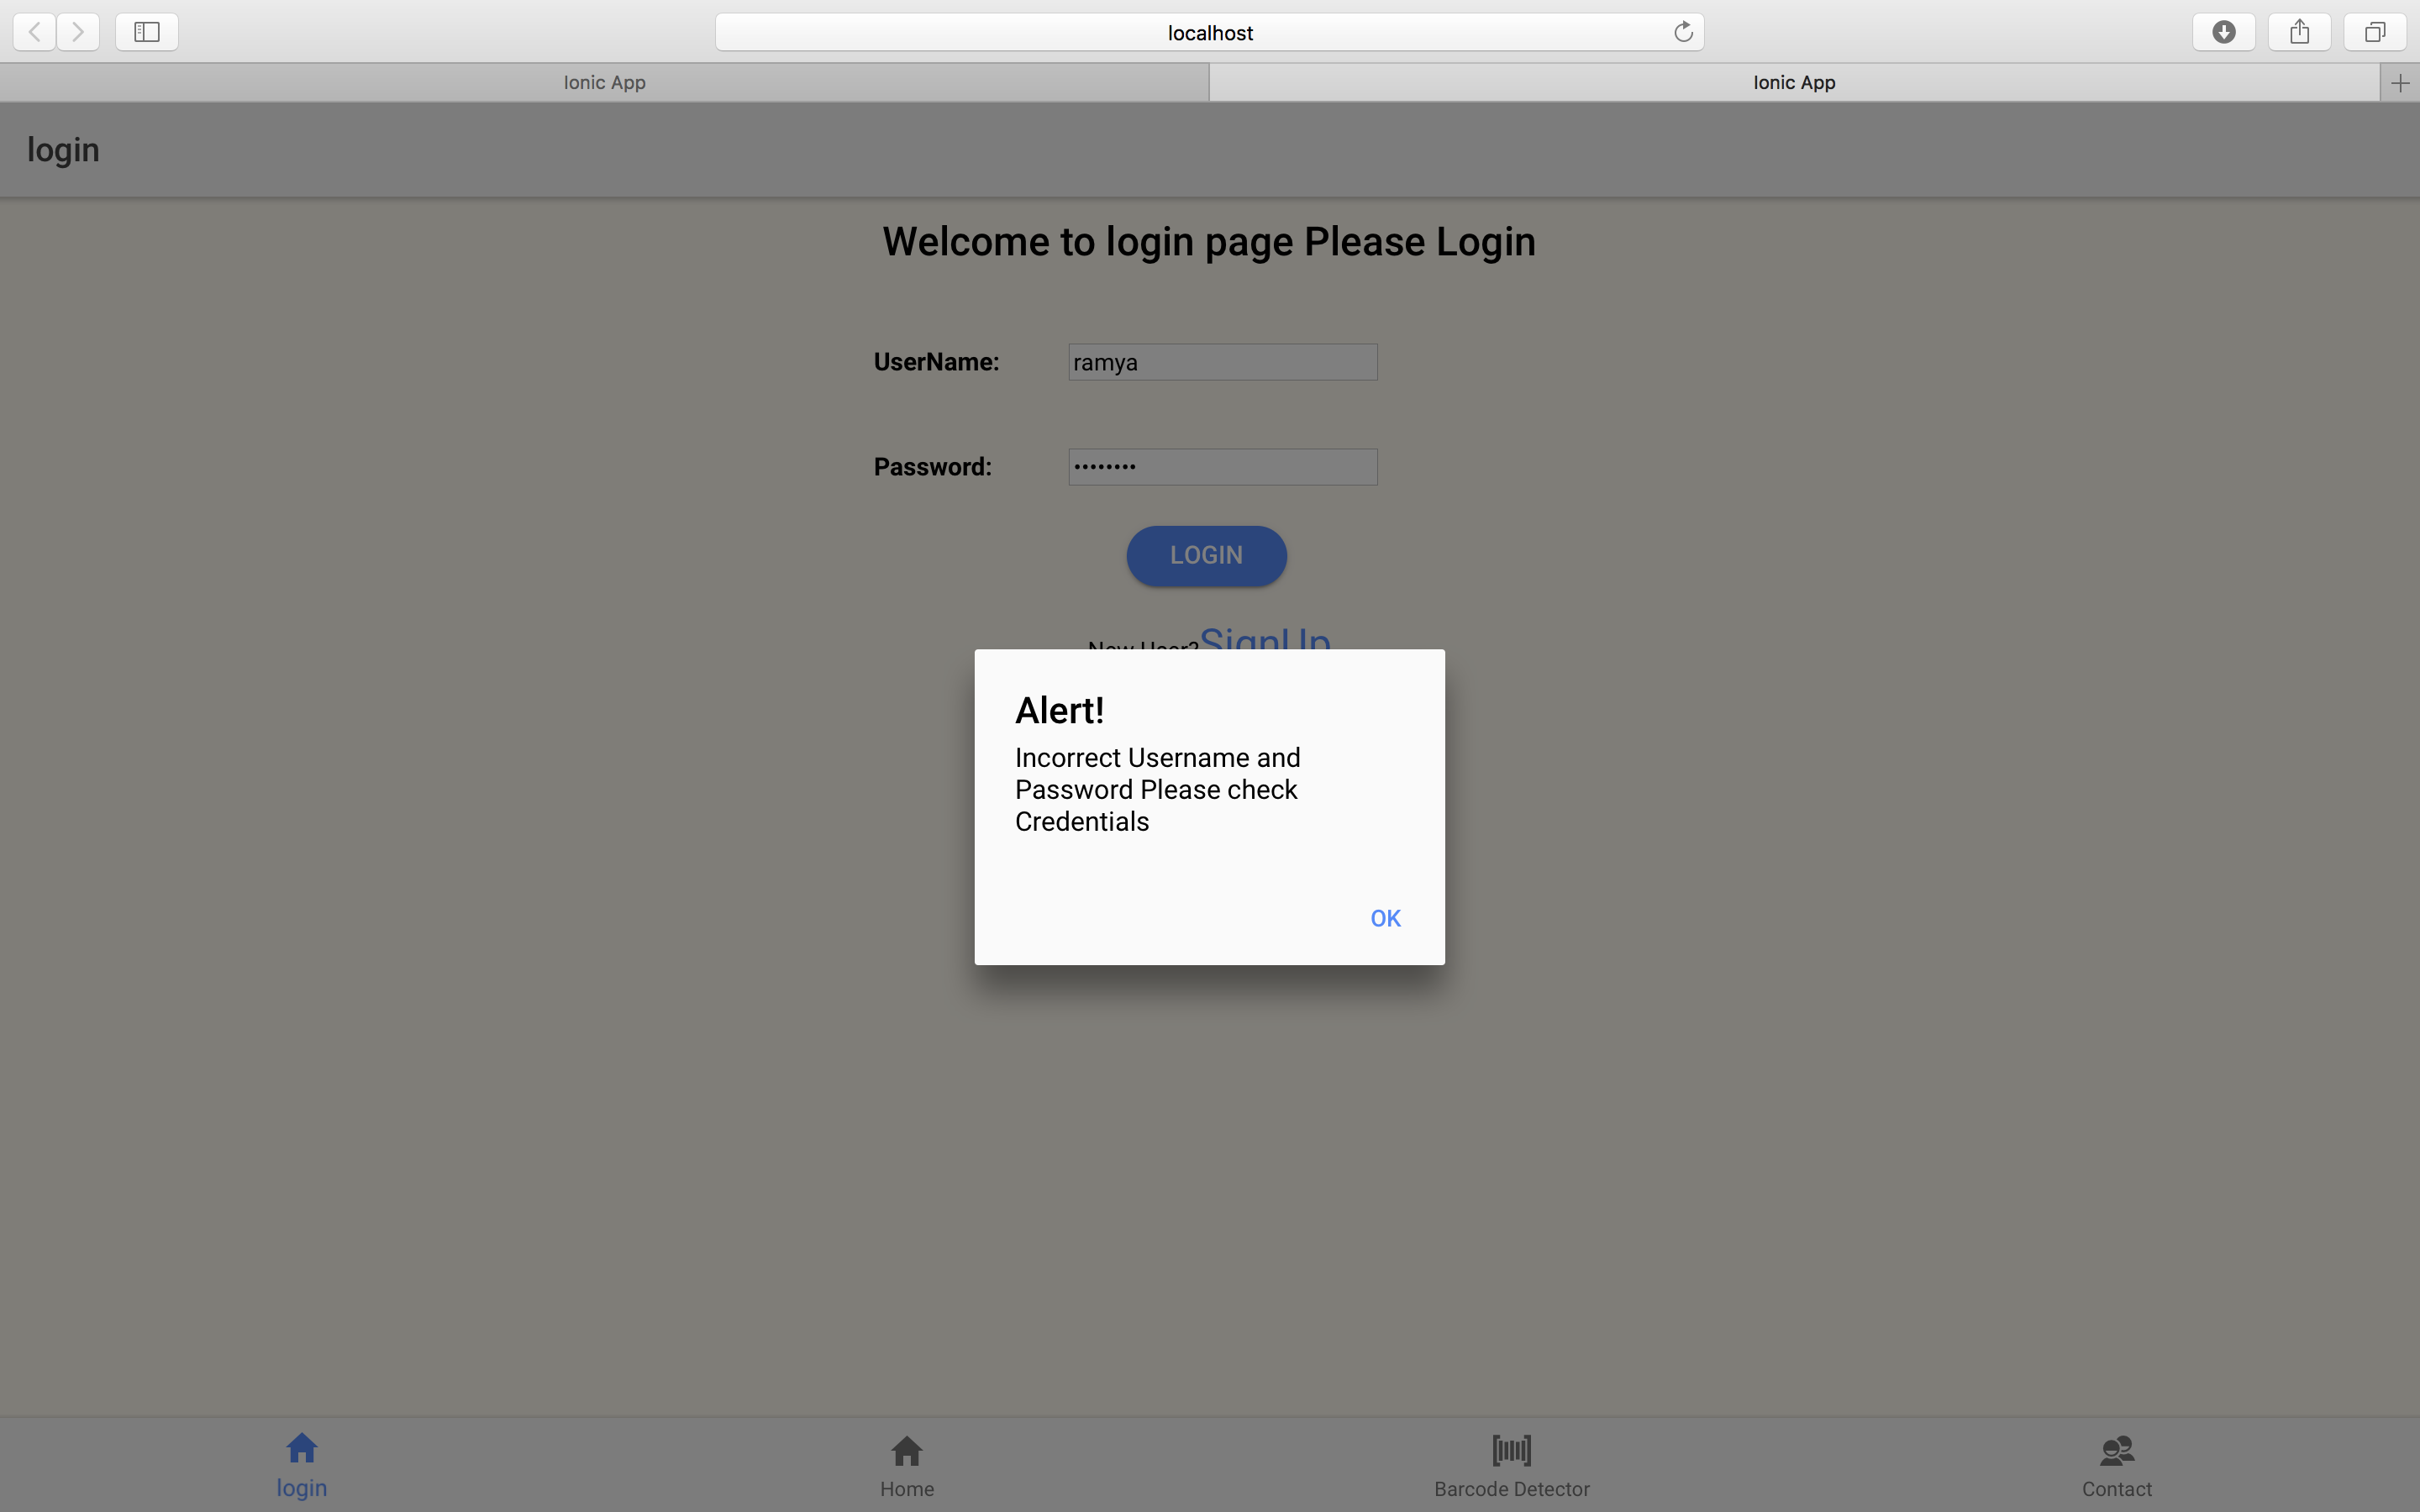 localhost
Ionic App
Ionic App
login
Welcome to login page Please Login
UserName: ramya
Password: ••••••••
LOGIN
New User?SignUp
Alert!
Incorrect Username and
Password Please check
Credentials
OK
login
Home
Barcode Detector
Contact